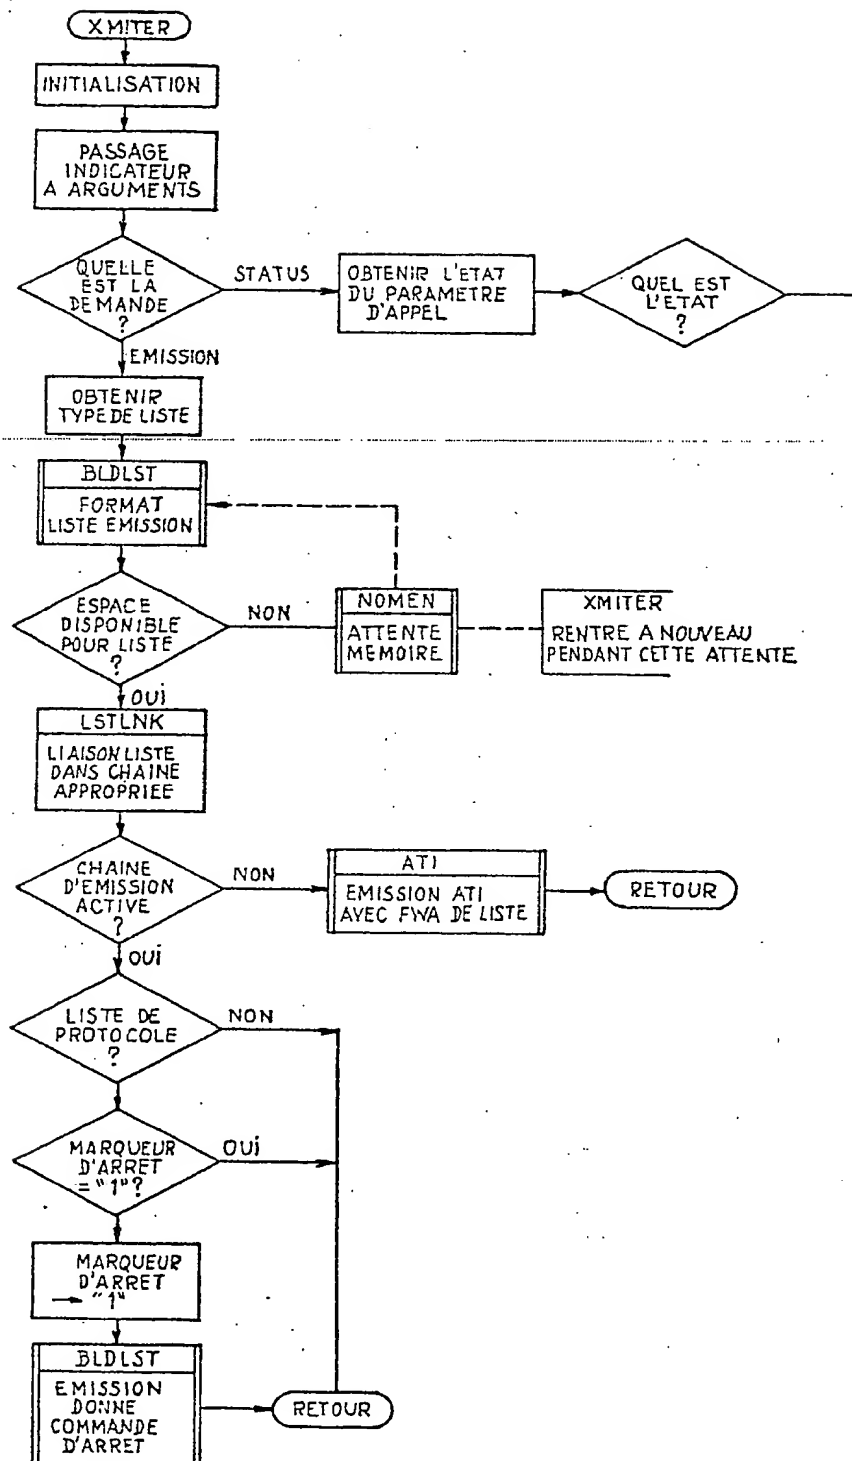 XMITER
INITIALISATION
PASSAGE
INDICATEUR
A ARGUMENTS
QUELLE
EST LA
DEMANDE
?
STATUS
OBTENIR L'ETAT
DU PARAMETRE
D'APPEL
QUEL EST
L'ETAT
?
EMISSION
OBTENIR
TYPE DE LISTE
BLDLST
FORMAT
LISTE EMISSION
ESPACE
DISPONIBLE
POUR LISTE
?
NON
NOMEN
ATTENTE
MEMOIRE
XMITER
RENTRE A NOUVEAU
PENDANT CETTE ATTENTE
OUi
LSTLNK
LIAISON LISTE
DANS CHAINE
APPROPRIEE
CHAINE
D'EMISSION
ACTIVE
?
NON
ATI
EMISSION ATI
AVEC FWA DE LISTE
RETOUR
OUi
LISTE DE
PROTOCOLE
?
NON
MARQUEUR
D'ARRET
="1"?
OUi
MARQUEUR
D'ARRET
→ "1"
BLDLST
EMISSION
DONNE
COMMANDE
D'ARRET
RETOUR